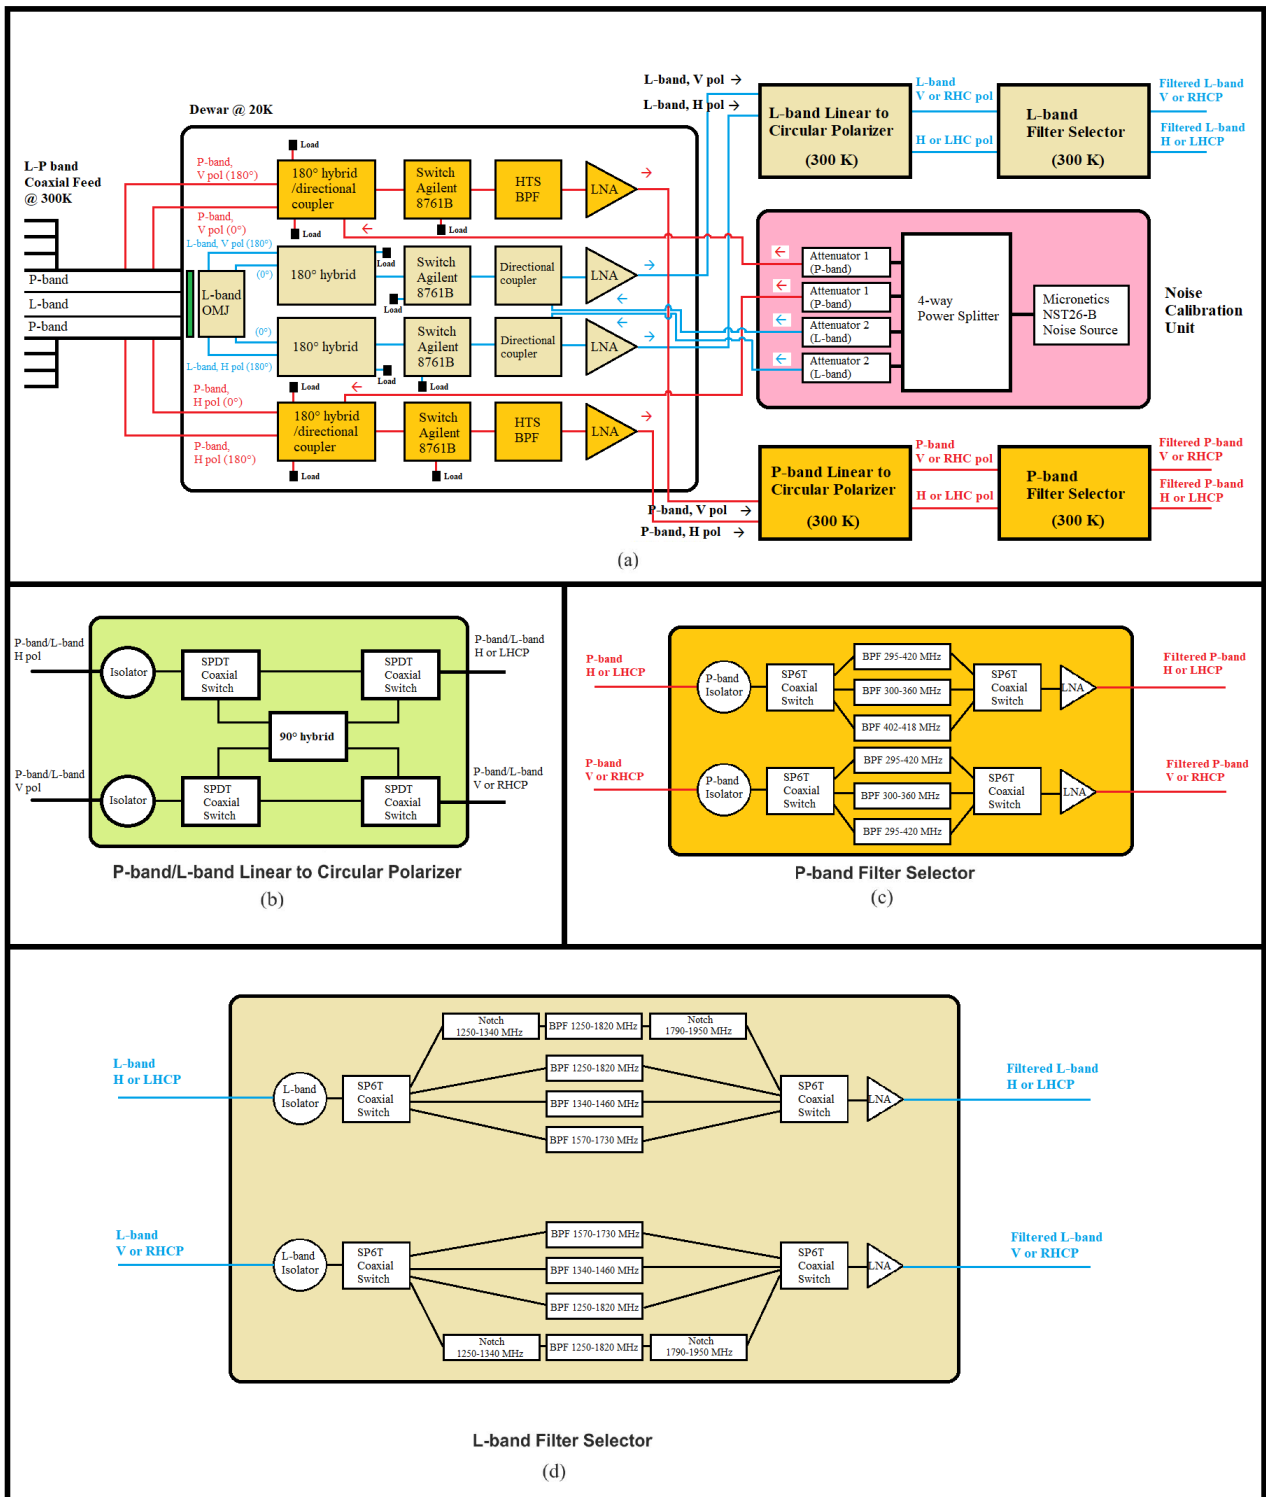 L-band, V pol →
L-band, H pol →
Dewar @ 20K
L-P band
Coaxial Feed
@ 300K
P-band
L-band
P-band
P-band,
V pol (180°)
P-band,
V pol (0°)
L-band, V pol (180°)
(0°)
L-band
OMJ
(0°)
L-band, H pol (180°)
P-band,
H pol (0°)
P-band,
H pol (180°)
Load
180° hybrid
/directional
coupler
Load
Switch
Agilent
8761B
Load
HTS
BPF
LNA
→
←
180° hybrid
Load
Load
Switch
Agilent
8761B
Directional
coupler
LNA
→
←
180° hybrid
Load
Switch
Agilent
8761B
Load
Directional
coupler
LNA
←
→
Load
←
180° hybrid
/directional
coupler
Load
Switch
Agilent
8761B
Load
HTS
BPF
LNA
→
L-band Linear to
Circular Polarizer
(300 K)
L-band
V or RHC pol
H or LHC pol
L-band
Filter Selector
(300 K)
Filtered L-band
V or RHCP
Filtered L-band
H or LHCP
←
Attenuator 1
(P-band)
←
Attenuator 1
(P-band)
←
Attenuator 2
(L-band)
←
Attenuator 2
(L-band)
4-way
Power Splitter
Micronetics
NST26-B
Noise Source
Noise
Calibration
Unit
P-band Linear to
Circular Polarizer
(300 K)
P-band
V or RHC pol
H or LHC pol
P-band
Filter Selector
(300 K)
Filtered P-band
V or RHCP
Filtered P-band
H or LHCP
P-band, V pol →
P-band, H pol →
(a)
P-band/L-band
H pol
Isolator
SPDT
Coaxial
Switch
SPDT
Coaxial
Switch
P-band/L-band
H or LHCP
90° hybrid
P-band/L-band
V pol
Isolator
SPDT
Coaxial
Switch
SPDT
Coaxial
Switch
P-band/L-band
V or RHCP
P-band/L-band Linear to Circular Polarizer
(b)
P-band
H or LHCP
P-band
Isolator
SP6T
Coaxial
Switch
BPF 295-420 MHz
BPF 300-360 MHz
BPF 402-418 MHz
SP6T
Coaxial
Switch
LNA
Filtered P-band
H or LHCP
P-band
V or RHCP
P-band
Isolator
SP6T
Coaxial
Switch
BPF 295-420 MHz
BPF 300-360 MHz
BPF 295-420 MHz
SP6T
Coaxial
Switch
LNA
Filtered P-band
V or RHCP
P-band Filter Selector
(c)
L-band
H or LHCP
L-band
Isolator
SP6T
Coaxial
Switch
Notch
1250-1340 MHz
BPF 1250-1820 MHz
Notch
1790-1950 MHz
BPF 1250-1820 MHz
BPF 1340-1460 MHz
BPF 1570-1730 MHz
SP6T
Coaxial
Switch
LNA
Filtered L-band
H or LHCP
L-band
V or RHCP
L-band
Isolator
SP6T
Coaxial
Switch
BPF 1570-1730 MHz
BPF 1340-1460 MHz
BPF 1250-1820 MHz
Notch
1250-1340 MHz
BPF 1250-1820 MHz
Notch
1790-1950 MHz
SP6T
Coaxial
Switch
LNA
Filtered L-band
V or RHCP
L-band Filter Selector
(d)